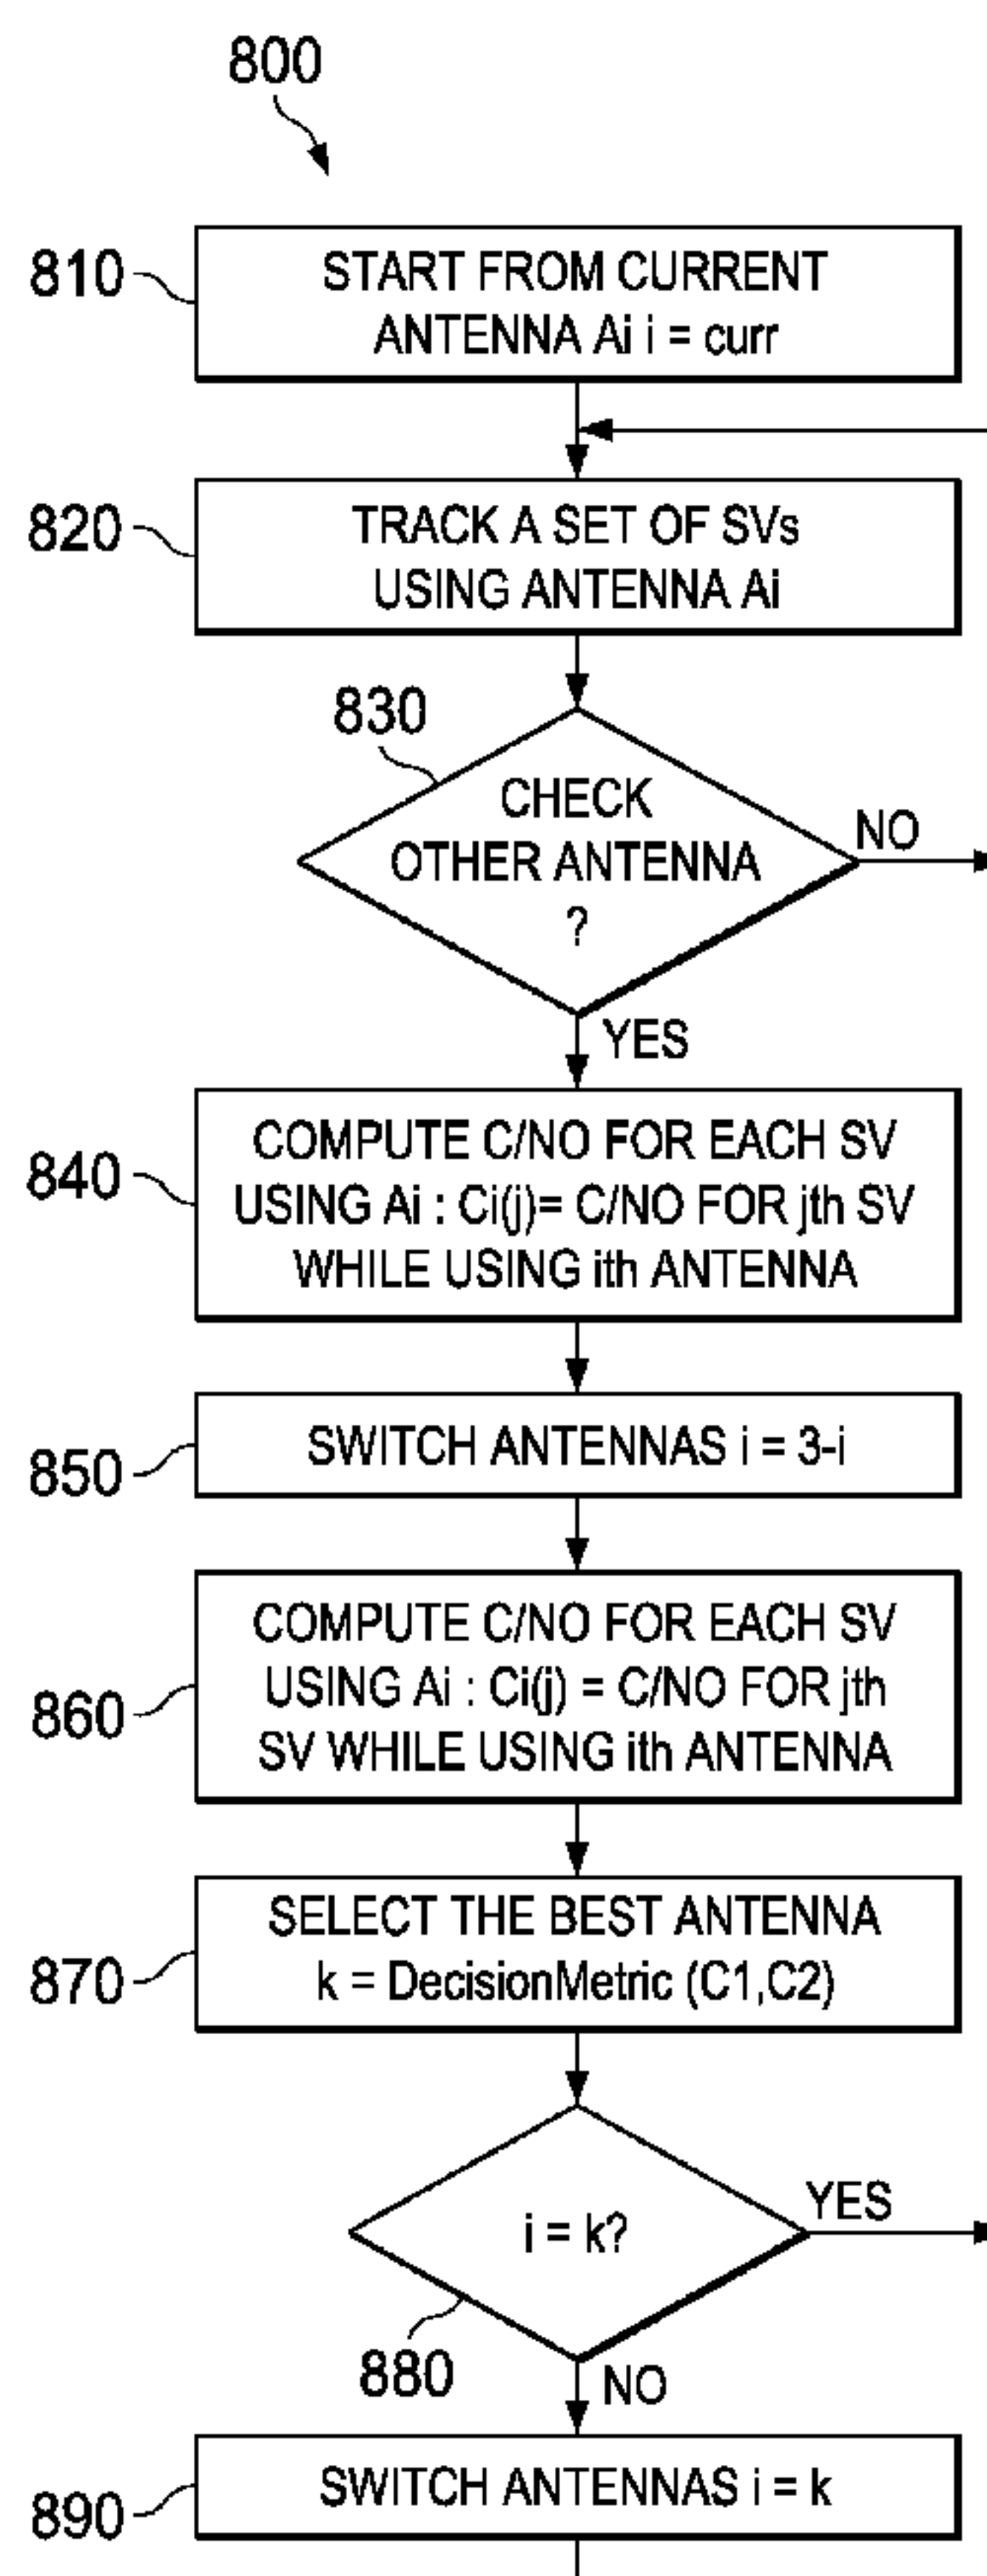 800
810
START FROM CURRENT
ANTENNA Ai i = curr
820
TRACK A SET OF SVs
USING ANTENNA Ai
830
CHECK
OTHER ANTENNA
?
NO
YES
840
COMPUTE C/NO FOR EACH SV
USING Ai : Ci(j)= C/NO FOR jth SV
WHILE USING ith ANTENNA
850
SWITCH ANTENNAS i = 3-i
860
COMPUTE C/NO FOR EACH SV
USING Ai : Ci(j) = C/NO FOR jth
SV WHILE USING ith ANTENNA
870
SELECT THE BEST ANTENNA
k = DecisionMetric (C1,C2)
i = k?
YES
880
NO
890
SWITCH ANTENNAS i = k